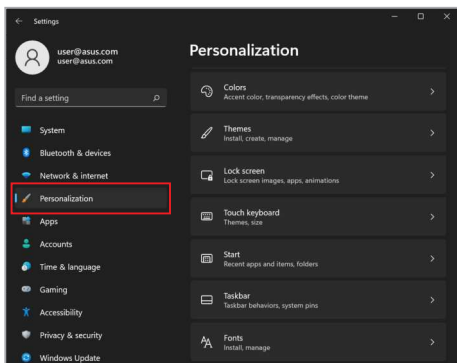 Settings
user@asus.com
user@asus.com
Find a setting
System
Bluetooth & devices
Network & internet
Personalization
Apps
Accounts
Time & language
Gaming
Accessibility
Privacy & security
Windows Update
Personalization
Colors
Accent color, transparency effects, color theme
Themes
Install, create, manage
Lock screen
Lock screen images, apps, animations
Touch keyboard
Themes, size
Start
Recent apps and items, folders
Taskbar
Taskbar behaviors, system pins
Fonts
Install, manage